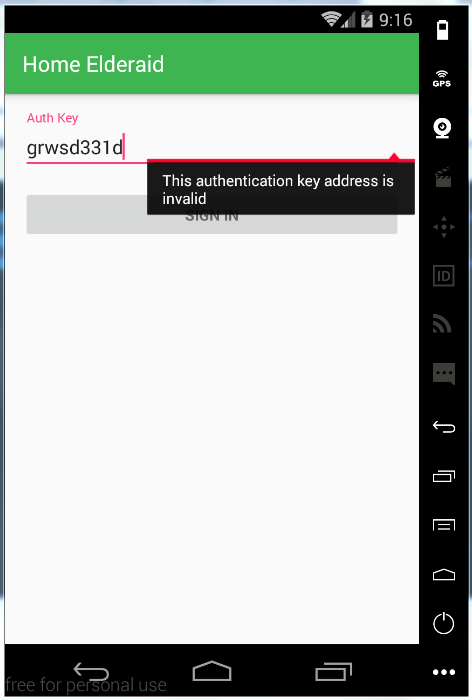 9:16
Home Elderaid
GPS
Auth Key
grwsd331d
This authentication key address is
invalid
SIGN IN
ID
free for personal use